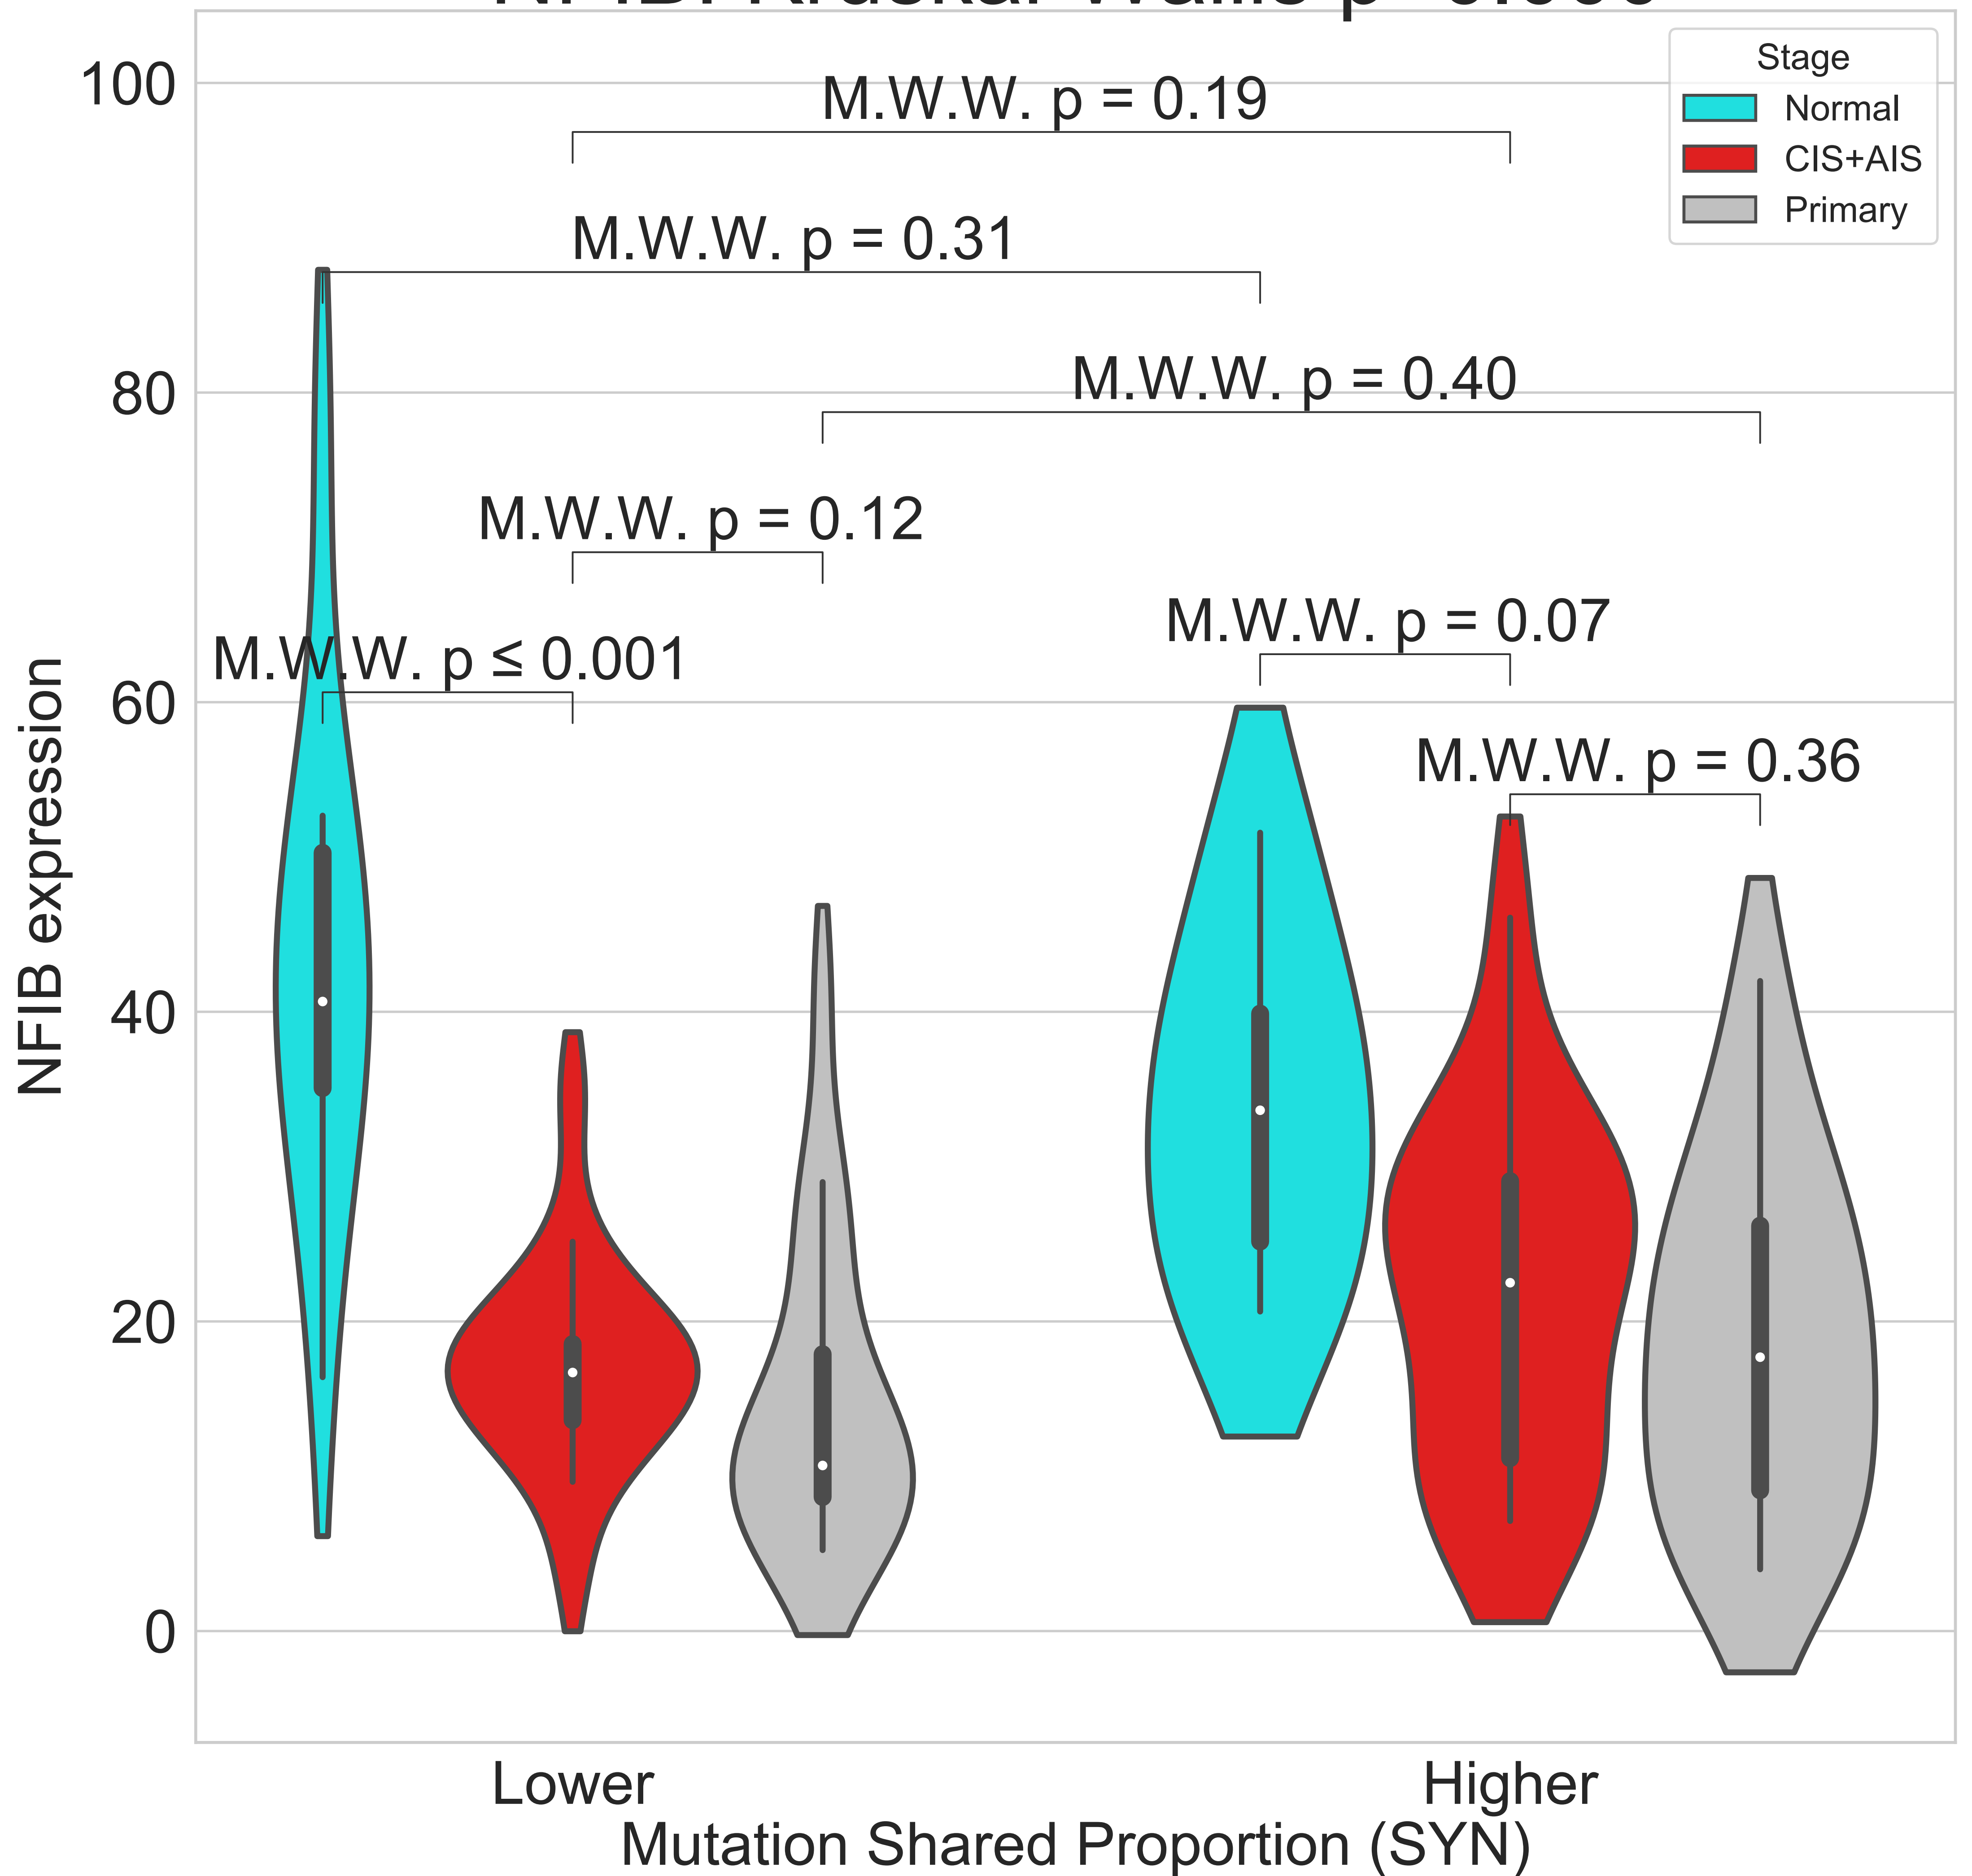 100
80
60
40
20
0
NFIB expression
Stage
Normal
CIS+AIS
Primary
M.W.W. p = 0.19
M.W.W. p = 0.31
M.W.W. p = 0.40
M.W.W. p = 0.12
M.W.W. p ≤ 0.001
M.W.W. p = 0.07
M.W.W. p = 0.36
Lower
Higher
Mutation Shared Proportion (SYN)